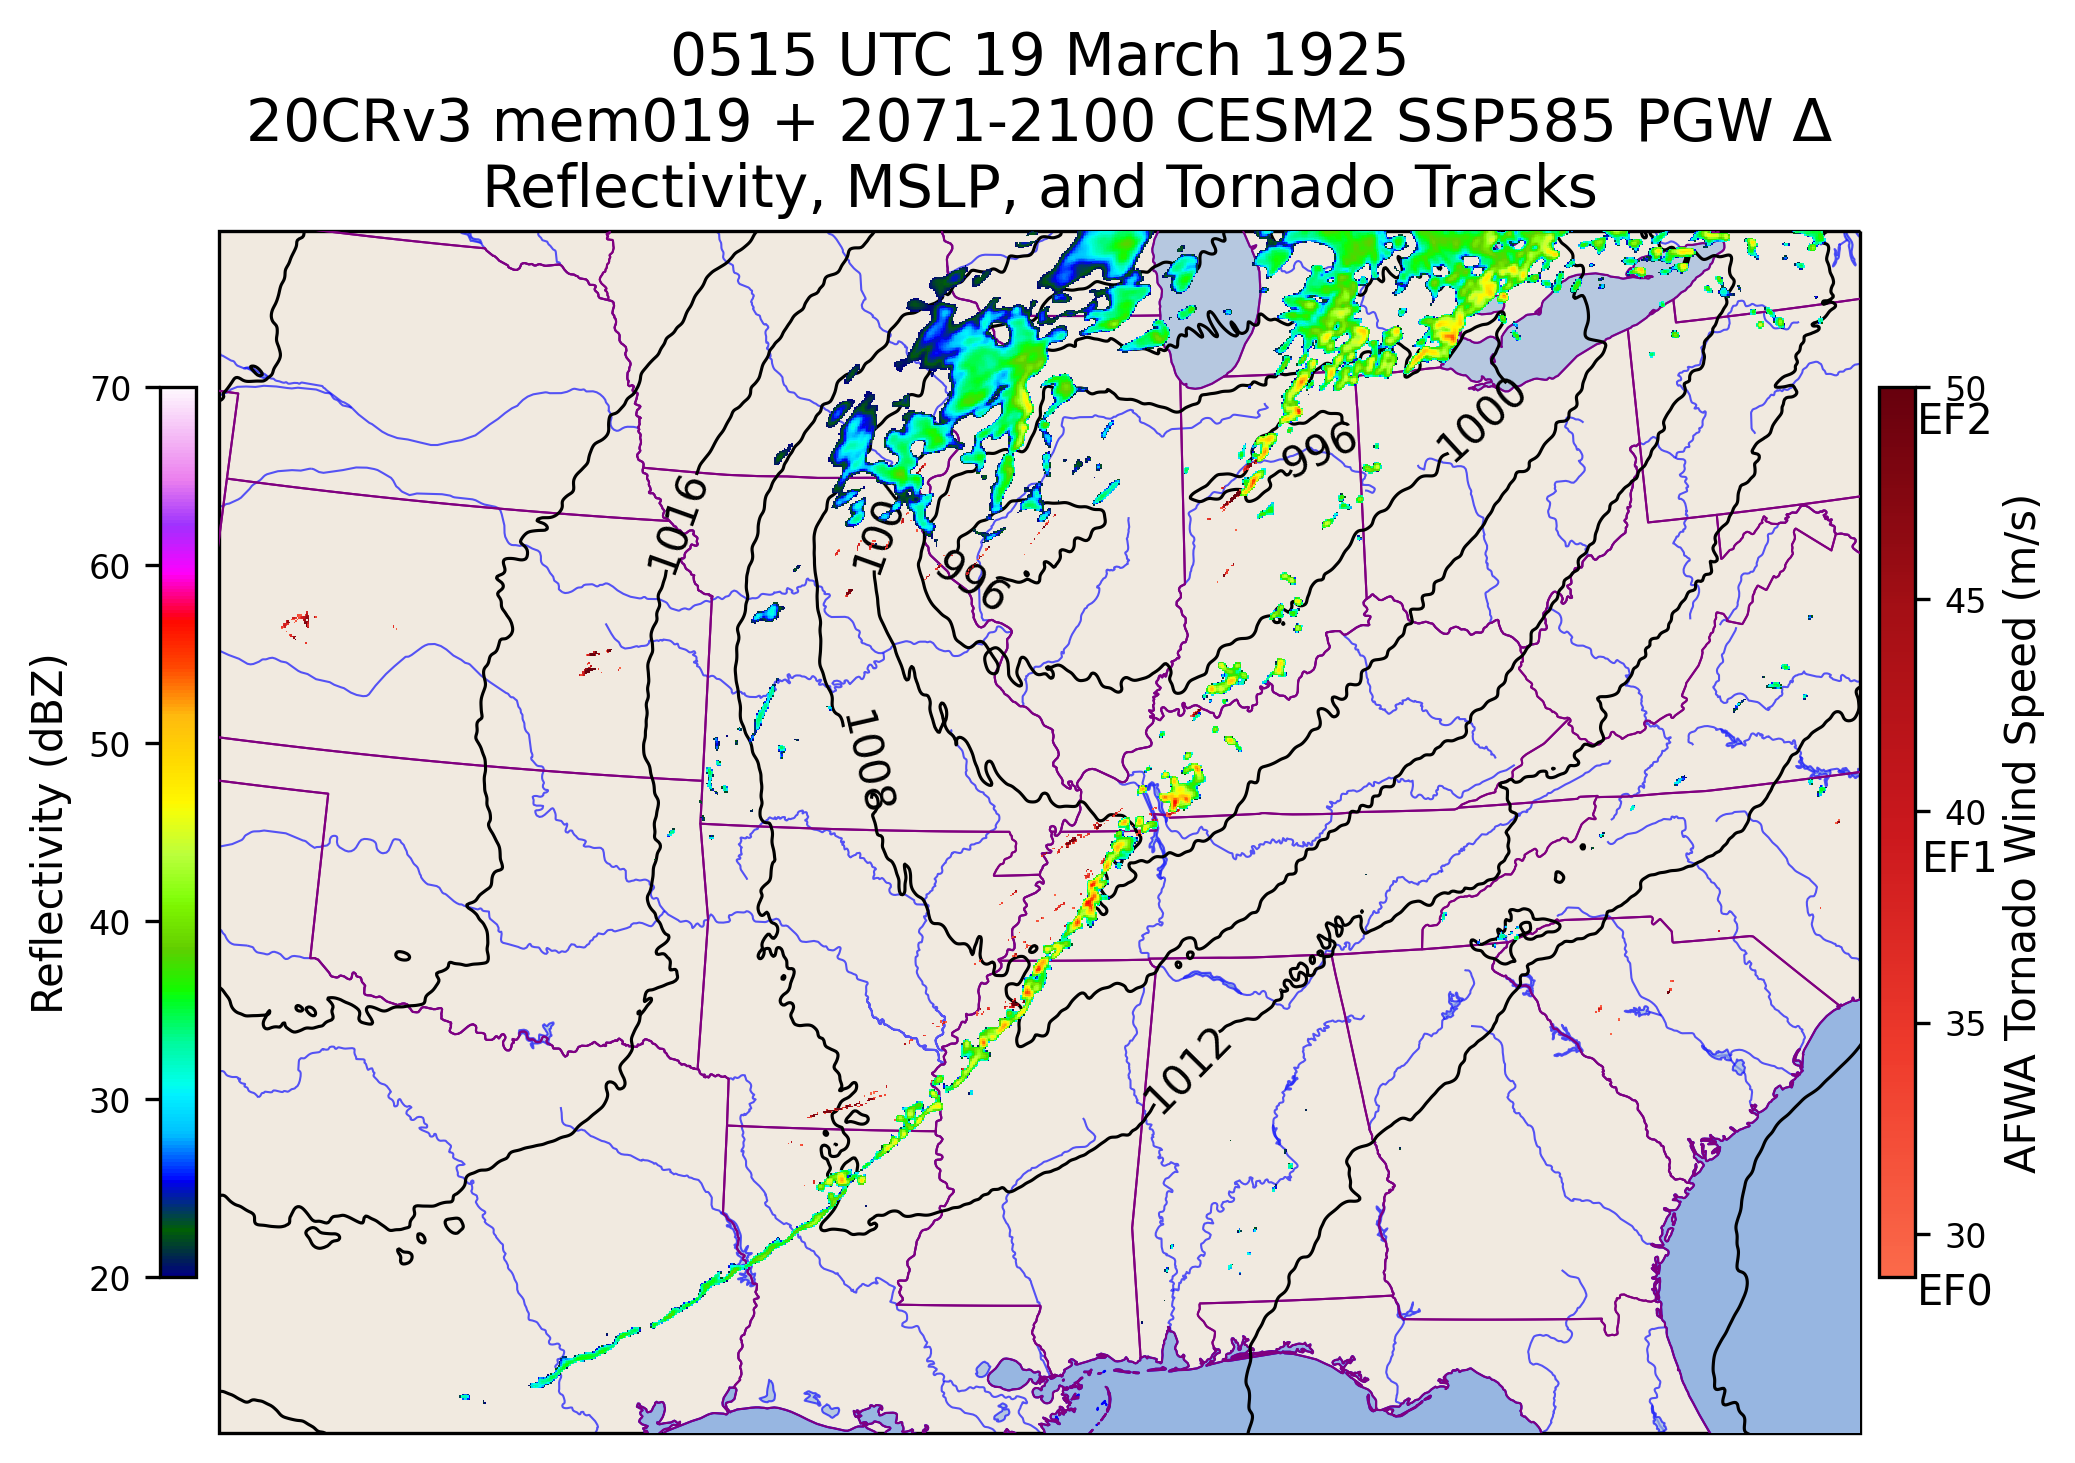 0515 UTC 19 March 1925
20CRv3 mem019 + 2071-2100 CESM2 SSP585 PGW Δ
Reflectivity, MSLP, and Tornado Tracks
Reflectivity (dBZ)
70
60
50
40
30
20
1016
1008
996
996
1000
1008
1012
50
EF2
45
40
EF1
35
30
EF0
AFWA Tornado Wind Speed (m/s)